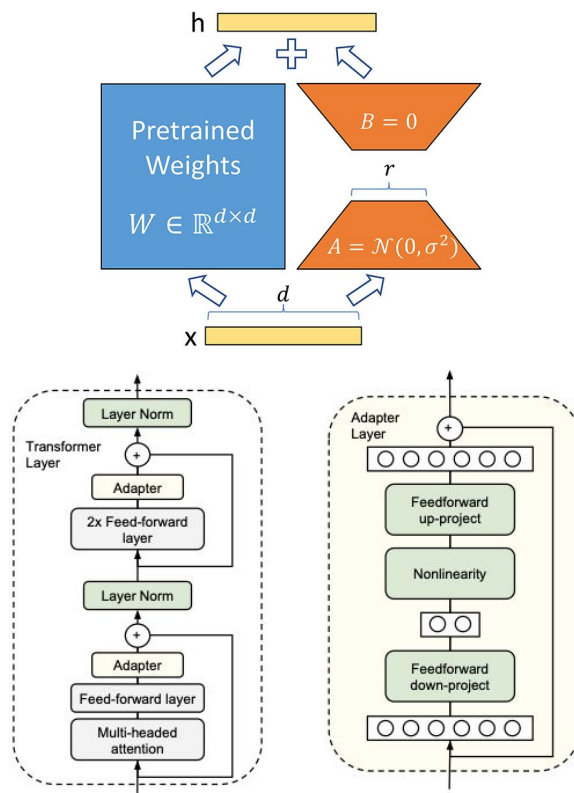 h
Pretrained
Weights
W ∈ ℝ^{d×d}
B = 0
r
A = 𝒩(0, σ²)
d
x
Layer Norm
Transformer
Layer
+
Adapter
2x Feed-forward
layer
Layer Norm
+
Adapter
Feed-forward layer
Multi-headed
attention
Adapter
Layer
+
Feedforward
up-project
Nonlinearity
Feedforward
down-project